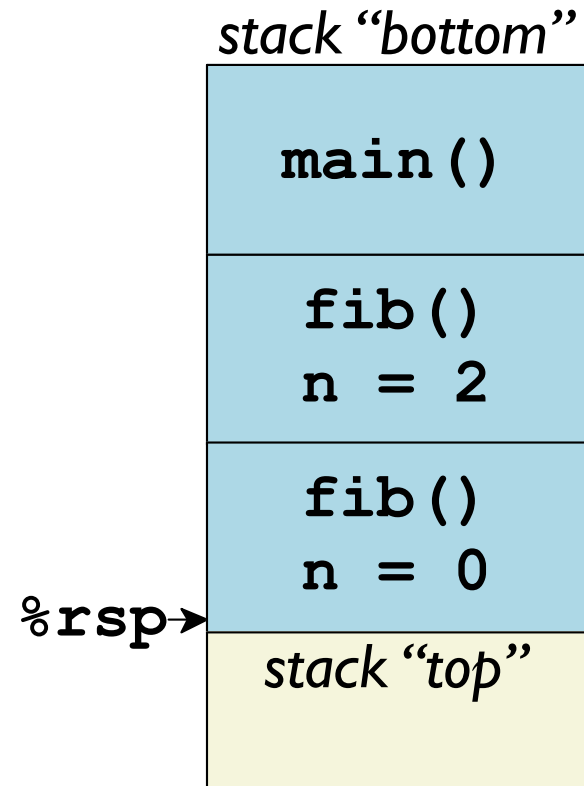 stack “bottom”
main()
fib()
n = 2
fib()
n = 0
%rsp
stack “top”